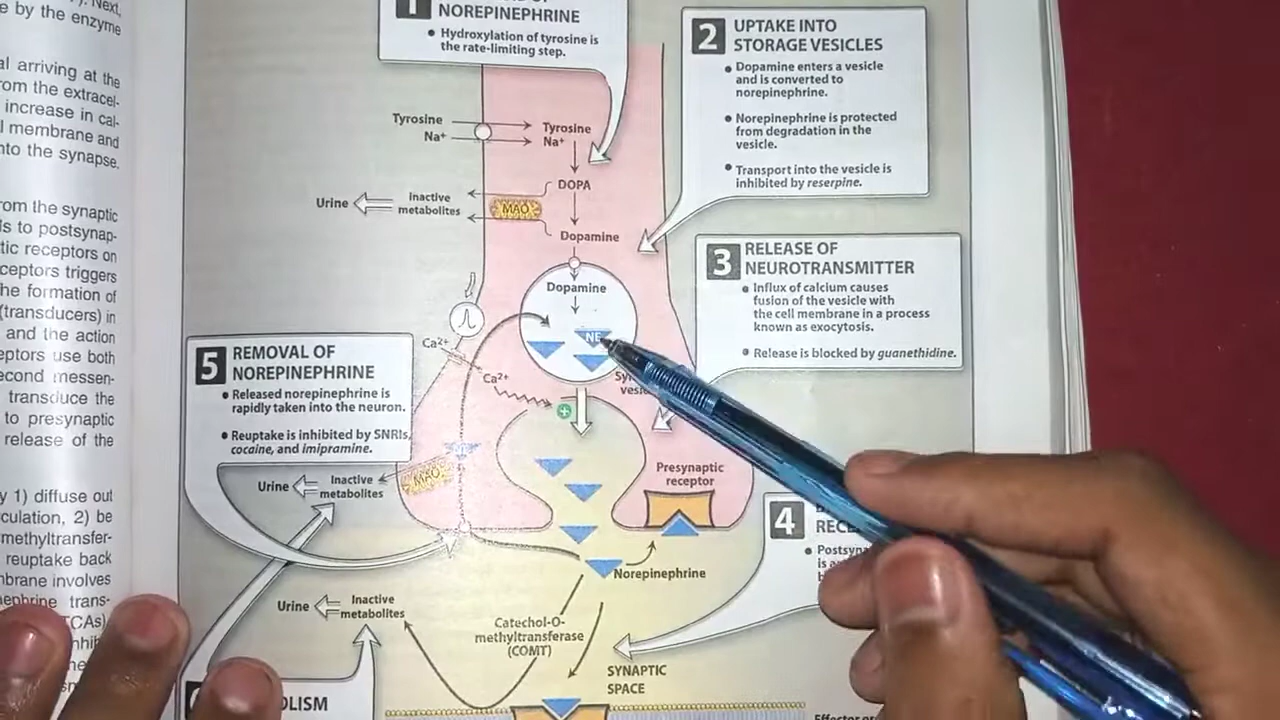 ). Next,
e by the enzyme
al arriving at the
rom the extracel-
increase in cal-
l membrane and
nto the synapse.
rom the synaptic
ds to postsynap-
tic receptors on
ceptors triggers
he formation of
(transducers) in
and the action
eptors use both
econd messen-
transduce the
to presynaptic
release of the
y 1) diffuse out
culation, 2) be
methyltransfer-
reuptake back
mbrane involves
ephrine trans-
TCAs)
1
NOREPINEPHRINE
• Hydroxylation of tyrosine is
the rate-limiting step.
2 UPTAKE INTO
STORAGE VESICLES
• Dopamine enters a vesicle
and is converted to
norepinephrine.
• Norepinephrine is protected
from degradation in the
vesicle.
• Transport into the vesicle is
inhibited by reserpine.
Tyrosine
Na+
Tyrosine
Na+
DOPA
MAO
Inactive
metabolites
Urine
Dopamine
Dopamine
NE
3 RELEASE OF
NEUROTRANSMITTER
• Influx of calcium causes
fusion of the vesicle with
the cell membrane in a process
known as exocytosis.
• Release is blocked by guanethidine.
Ca2+
Ca2+
+
5 REMOVAL OF
NOREPINEPHRINE
• Released norepinephrine is
rapidly taken into the neuron.
• Reuptake is inhibited by SNRIs,
cocaine, and imipramine.
MAO
Inactive
metabolites
Urine
Presynaptic
receptor
4
Norepinephrine
Urine
Inactive
metabolites
Catechol-O-
methyltransferase
(COMT)
SYNAPTIC
SPACE